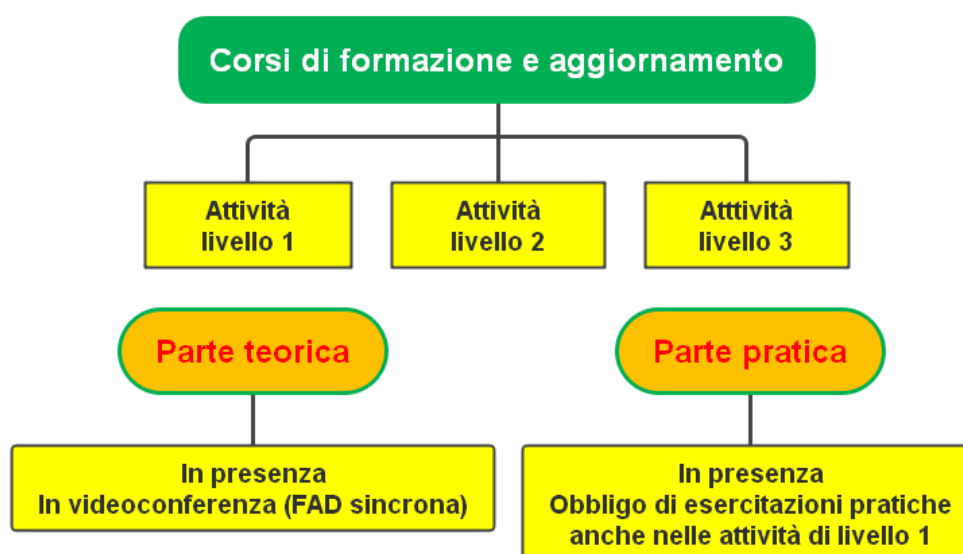 Corsi di formazione e aggiornamento
Attività
livello 1
Attività
livello 2
Atttività
livello 3
Parte teorica
Parte pratica
In presenza
In videoconferenza (FAD sincrona)
In presenza
Obbligo di esercitazioni pratiche
anche nelle attività di livello 1